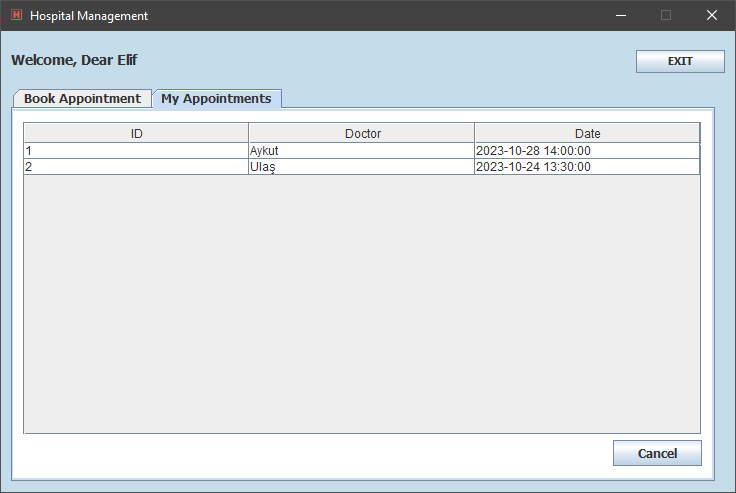 H Hospital Management
Welcome, Dear Elif
EXIT
Book Appointment My Appointments
ID Doctor Date
1 Aykut 2023-10-28 14:00:00
2 Ulaş 2023-10-24 13:30:00
Cancel